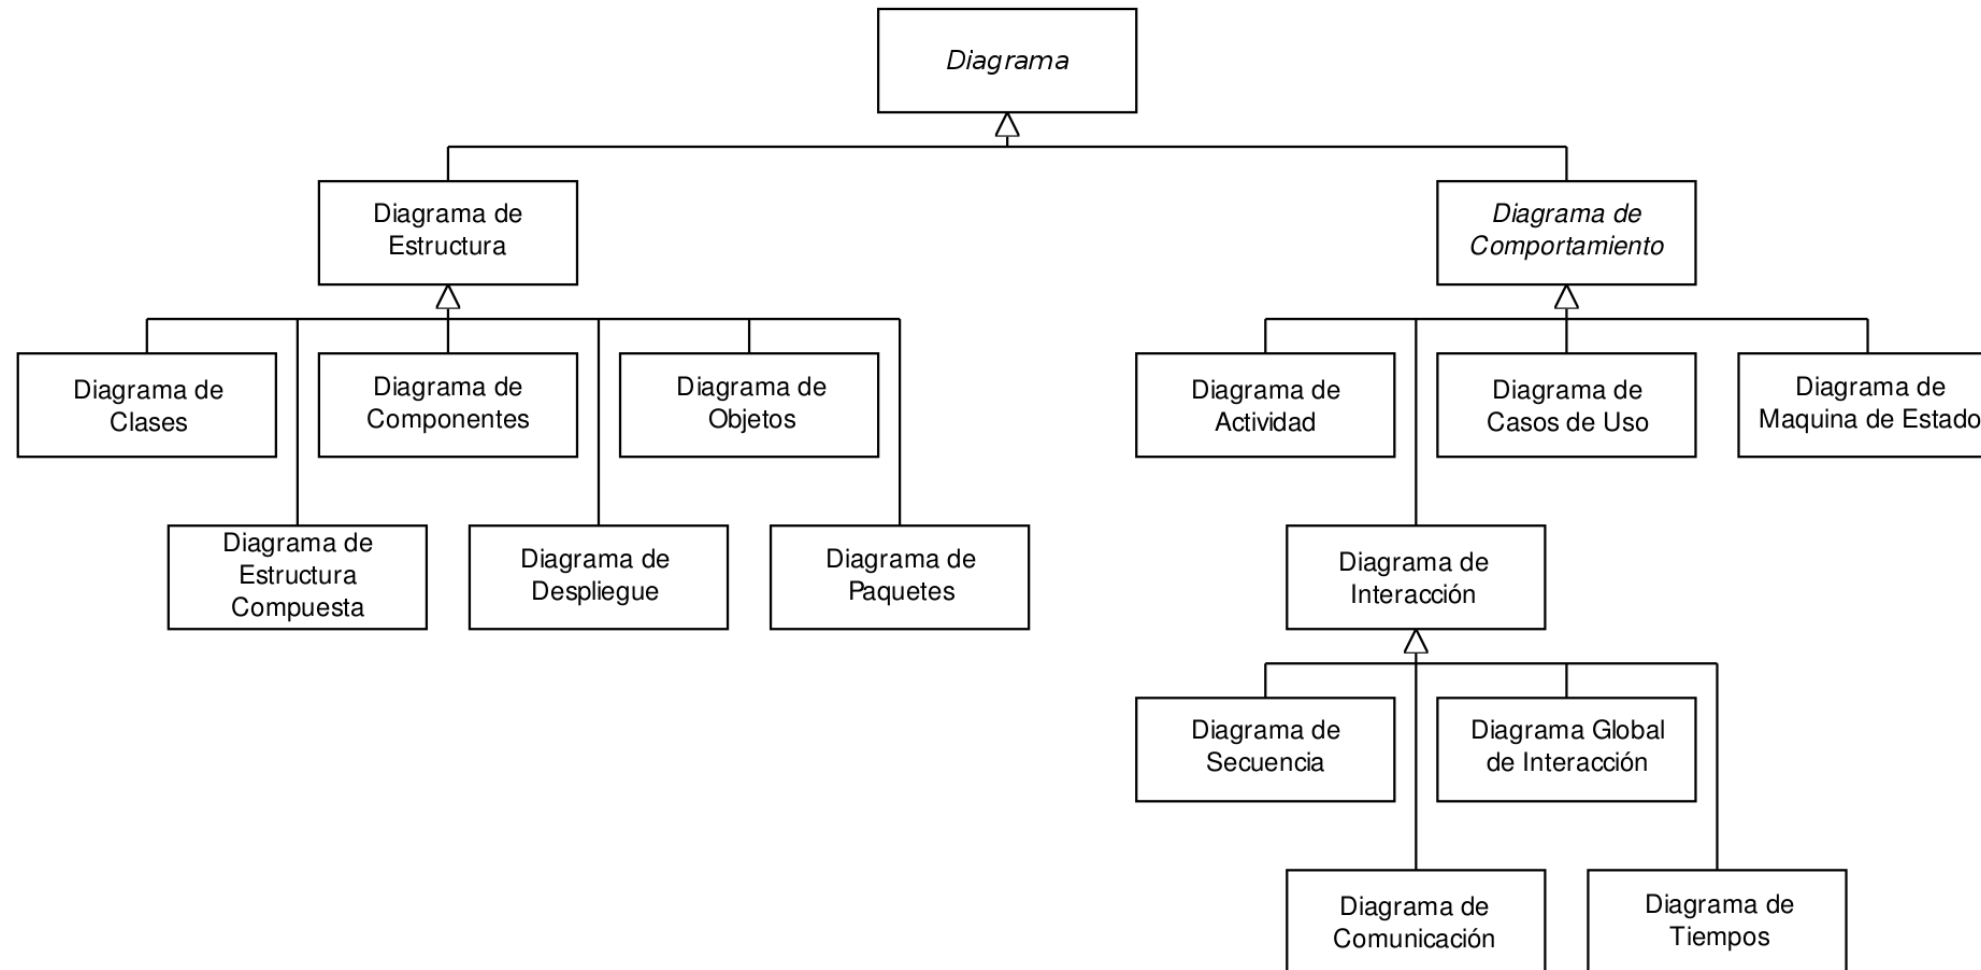 Diagrama
Diagrama de
Estructura
Diagrama de
Comportamiento
Diagrama de
Clases
Diagrama de
Componentes
Diagrama de
Objetos
Diagrama de
Actividad
Diagrama de
Casos de Uso
Diagrama de
Maquina de Estado
Diagrama de
Estructura
Compuesta
Diagrama de
Despliegue
Diagrama de
Paquetes
Diagrama de
Interacción
Diagrama de
Secuencia
Diagrama Global
de Interacción
Diagrama de
Comunicación
Diagrama de
Tiempos